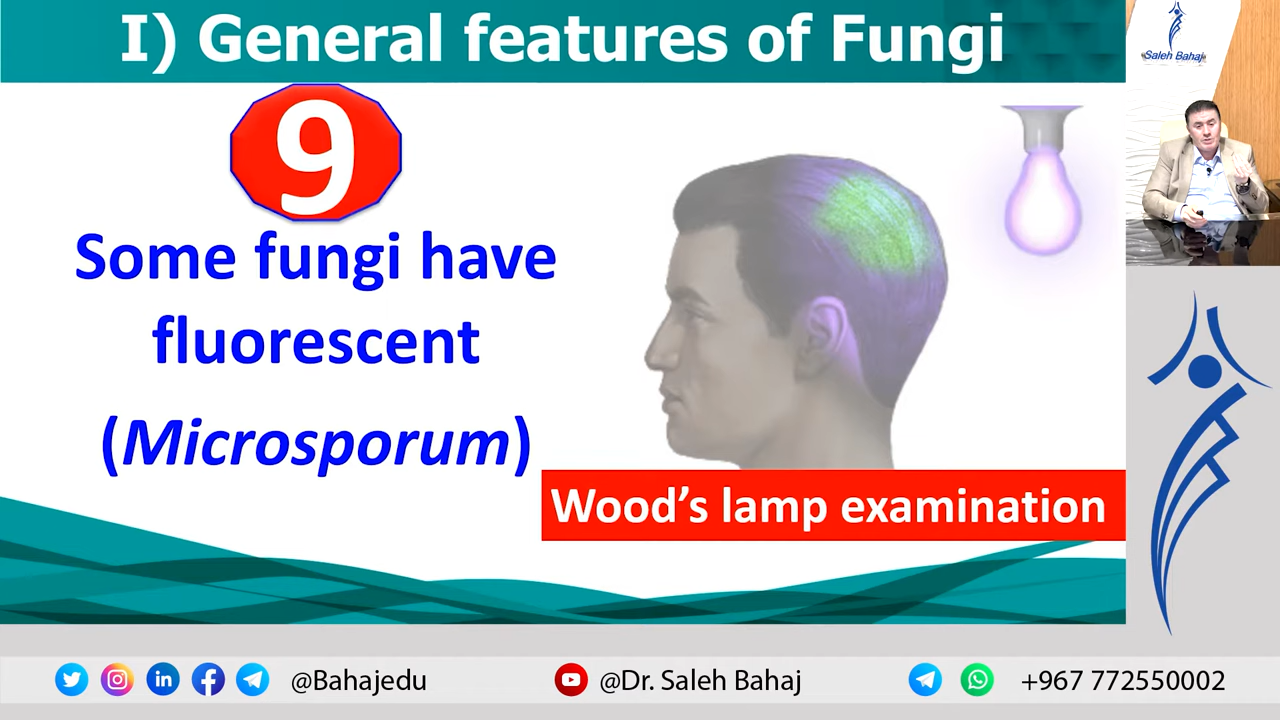 I) General features of Fungi
9
Some fungi have
fluorescent
(Microsporum)
Wood’s lamp examination
Saleh Bahaj
@Bahajedu
@Dr. Saleh Bahaj
+967 772550002